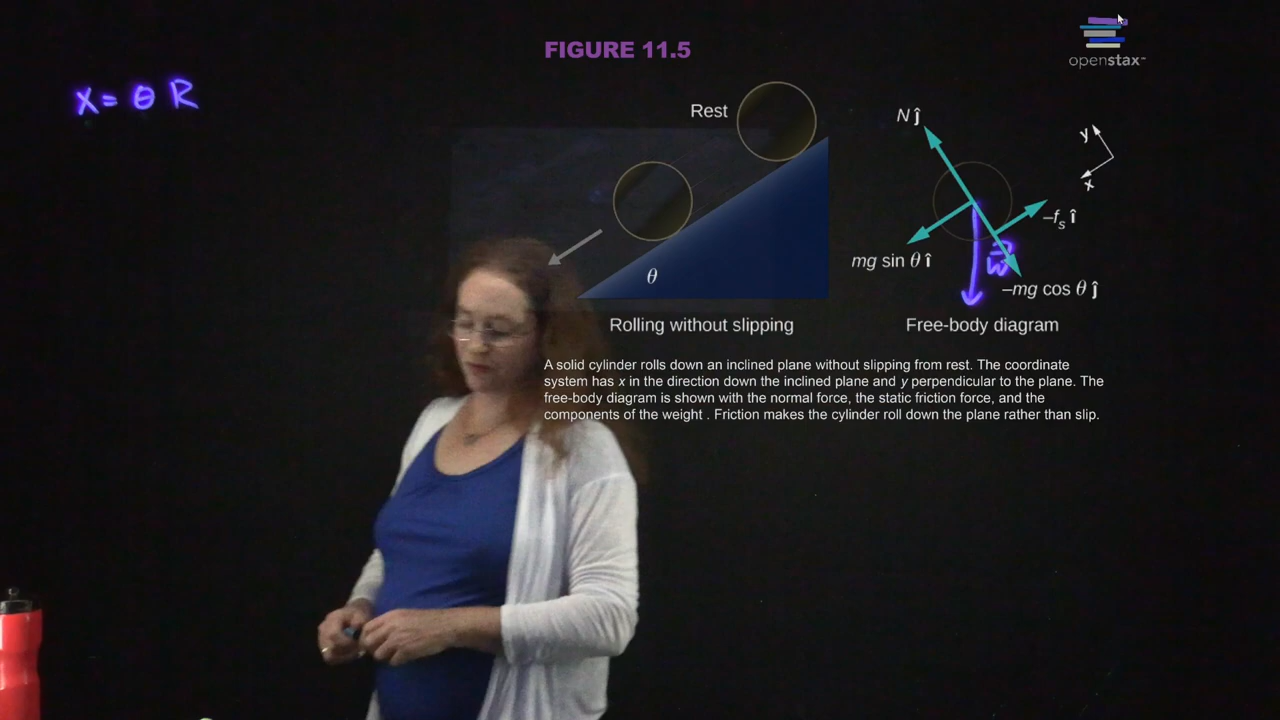 FIGURE 11.5
openstax™
x = θ R
Rest
θ
Rolling without slipping
N ĵ
y
x
–fs î
mg sin θ î
w⃗
–mg cos θ ĵ
Free-body diagram
A solid cylinder rolls down an inclined plane without slipping from rest. The coordinate
system has x in the direction down the inclined plane and y perpendicular to the plane. The
free-body diagram is shown with the normal force, the static friction force, and the
components of the weight . Friction makes the cylinder roll down the plane rather than slip.